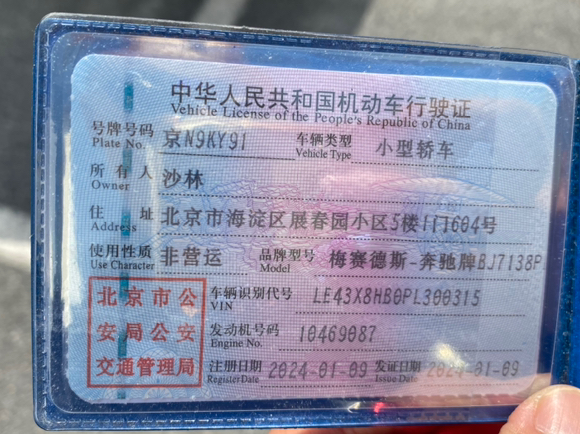 中华人民共和国机动车行驶证
Vehicle License of the People's Republic of China
号牌号码 京N9KY91 车辆类型 小型轿车
Plate No. Vehicle Type
所有人 沙林
Owner
住址 北京市海淀区展春园小区5楼1门604号
Address
使用性质 非营运 品牌型号 梅赛德斯-奔驰牌BJ7138P
Use Character Model
北京市公 车辆识别代号 LE43X8HB0PL300315
VIN
安局公安 发动机号码 10469087
Engine No.
交通管理局 注册日期 2024-01-09 发证日期 2024-01-09
Register Date Issue Date